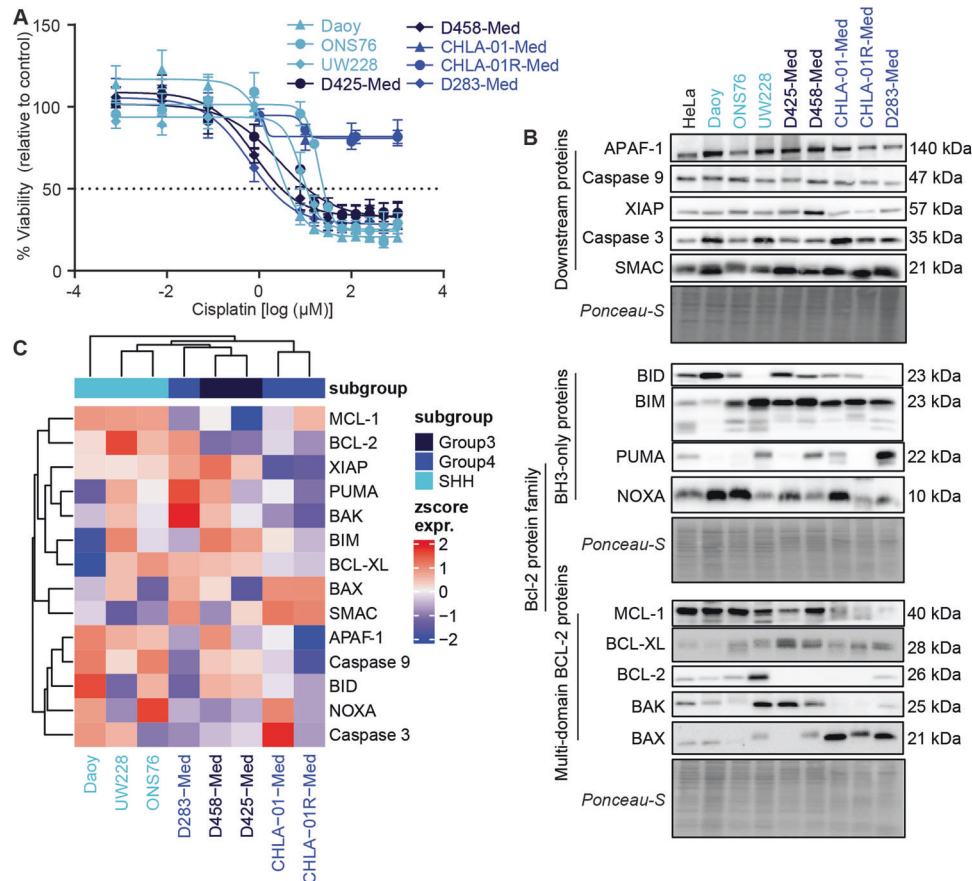 A
150
100
50
0
% Viability (relative to control)
-4
-2
0
2
4
Cisplatin [log (μM)]
Daoy
ONS76
UW228
D425-Med
D458-Med
CHLA-01-Med
CHLA-01R-Med
D283-Med
B
HeLa
Daoy
ONS76
UW228
D425-Med
D458-Med
CHLA-01-Med
CHLA-01R-Med
D283-Med
Downstream proteins
APAF-1 140 kDa
Caspase 9 47 kDa
XIAP 57 kDa
Caspase 3 35 kDa
SMAC 21 kDa
Ponceau-S
Bcl-2 protein family
BH3-only proteins
BID 23 kDa
BIM 23 kDa
PUMA 22 kDa
NOXA 10 kDa
Ponceau-S
Multi-domain BCL-2 proteins
MCL-1 40 kDa
BCL-XL 28 kDa
BCL-2 26 kDa
BAK 25 kDa
BAX 21 kDa
Ponceau-S
C
subgroup
MCL-1
BCL-2
XIAP
PUMA
BAK
BIM
BCL-XL
BAX
SMAC
APAF-1
Caspase 9
BID
NOXA
Caspase 3
Daoy
UW228
ONS76
D283-Med
D458-Med
D425-Med
CHLA-01-Med
CHLA-01R-Med
subgroup
Group3
Group4
SHH
zscore
expr.
2
1
0
-1
-2